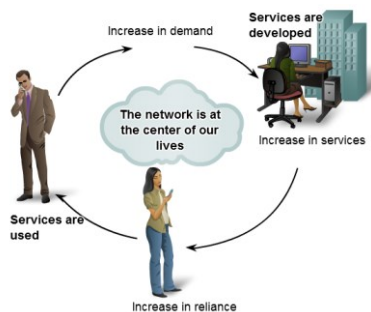 Increase in demand
Services are
developed
The network is at
the center of our
lives
Increase in services
Services are
used
Increase in reliance